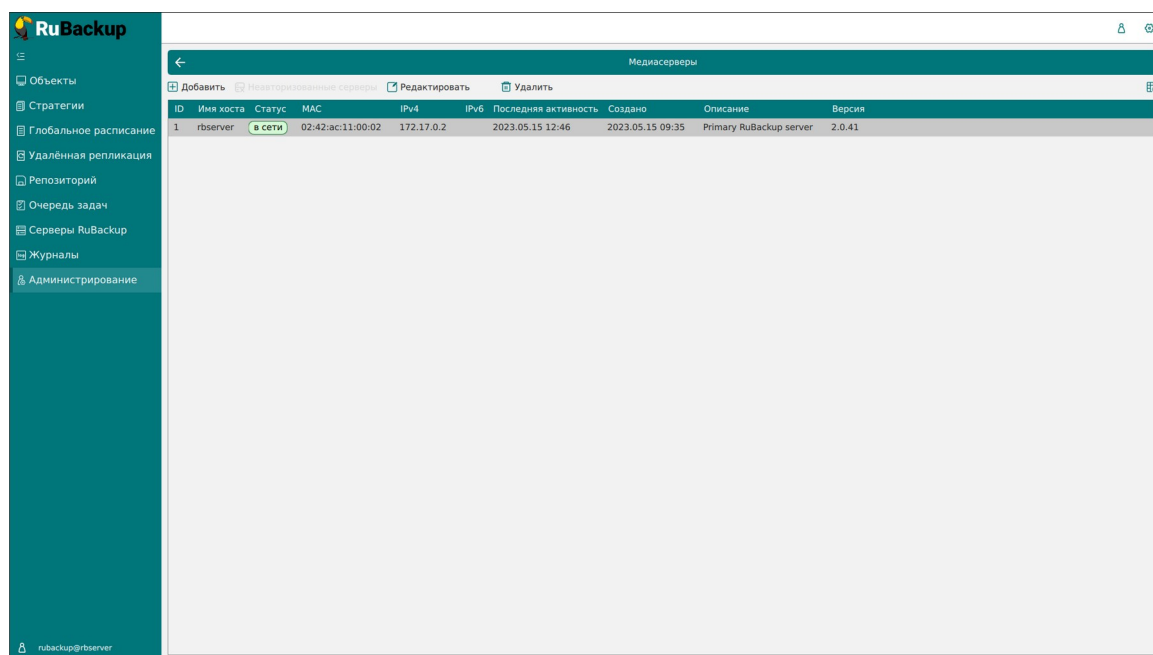 RuBackup
Объекты
Стратегии
Глобальное расписание
Удалённая репликация
Репозиторий
Очередь задач
Серверы RuBackup
Журналы
Администрирование
rubackup@rbserver
Медиасерверы
Добавить Неавторизованные серверы Редактировать Удалить
ID Имя хоста Статус MAC IPv4 IPv6 Последняя активность Создано Описание Версия
1 rbserver в сети 02:42:ac:11:00:02 172.17.0.2 2023.05.15 12:46 2023.05.15 09:35 Primary RuBackup server 2.0.41